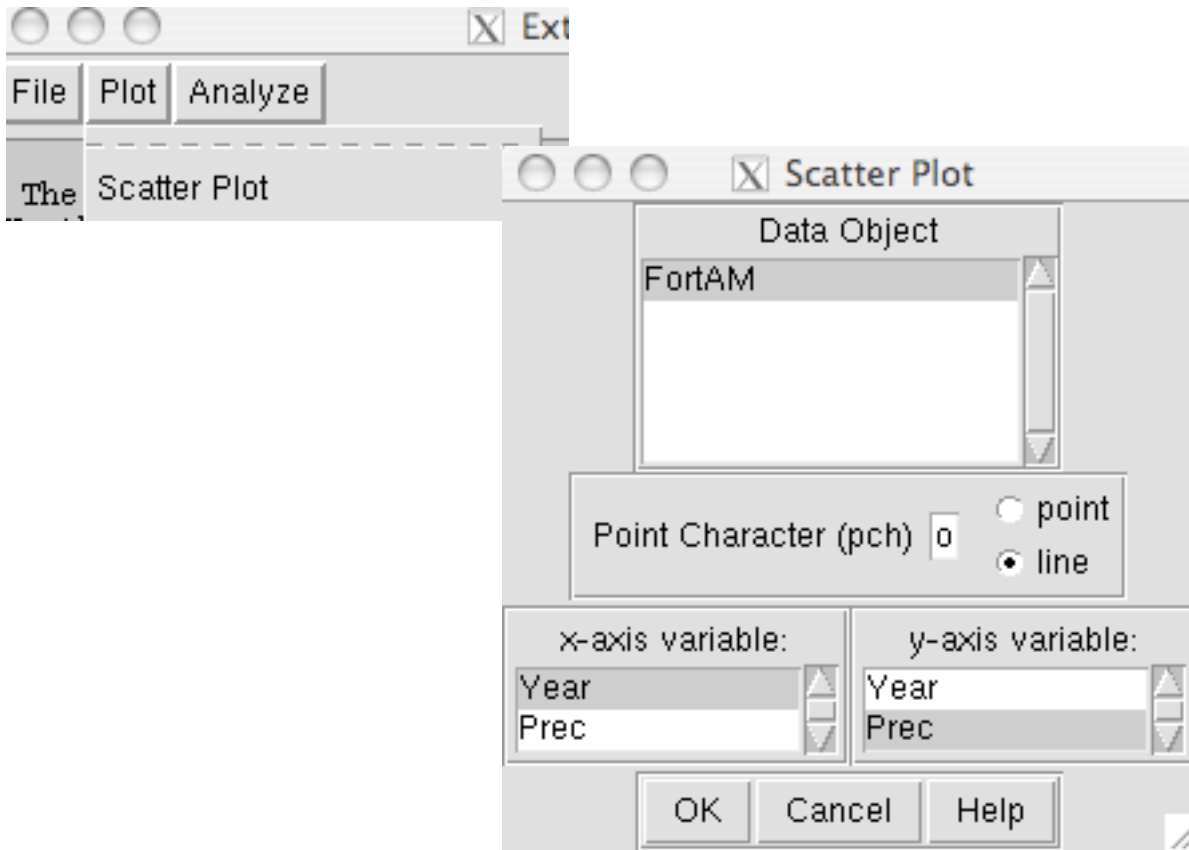 X Ext
File Plot Analyze
The
Scatter Plot
X Scatter Plot
Data Object
FortAM
Point Character (pch) o
point
line
x-axis variable:
Year
Prec
y-axis variable:
Year
Prec
OK Cancel Help